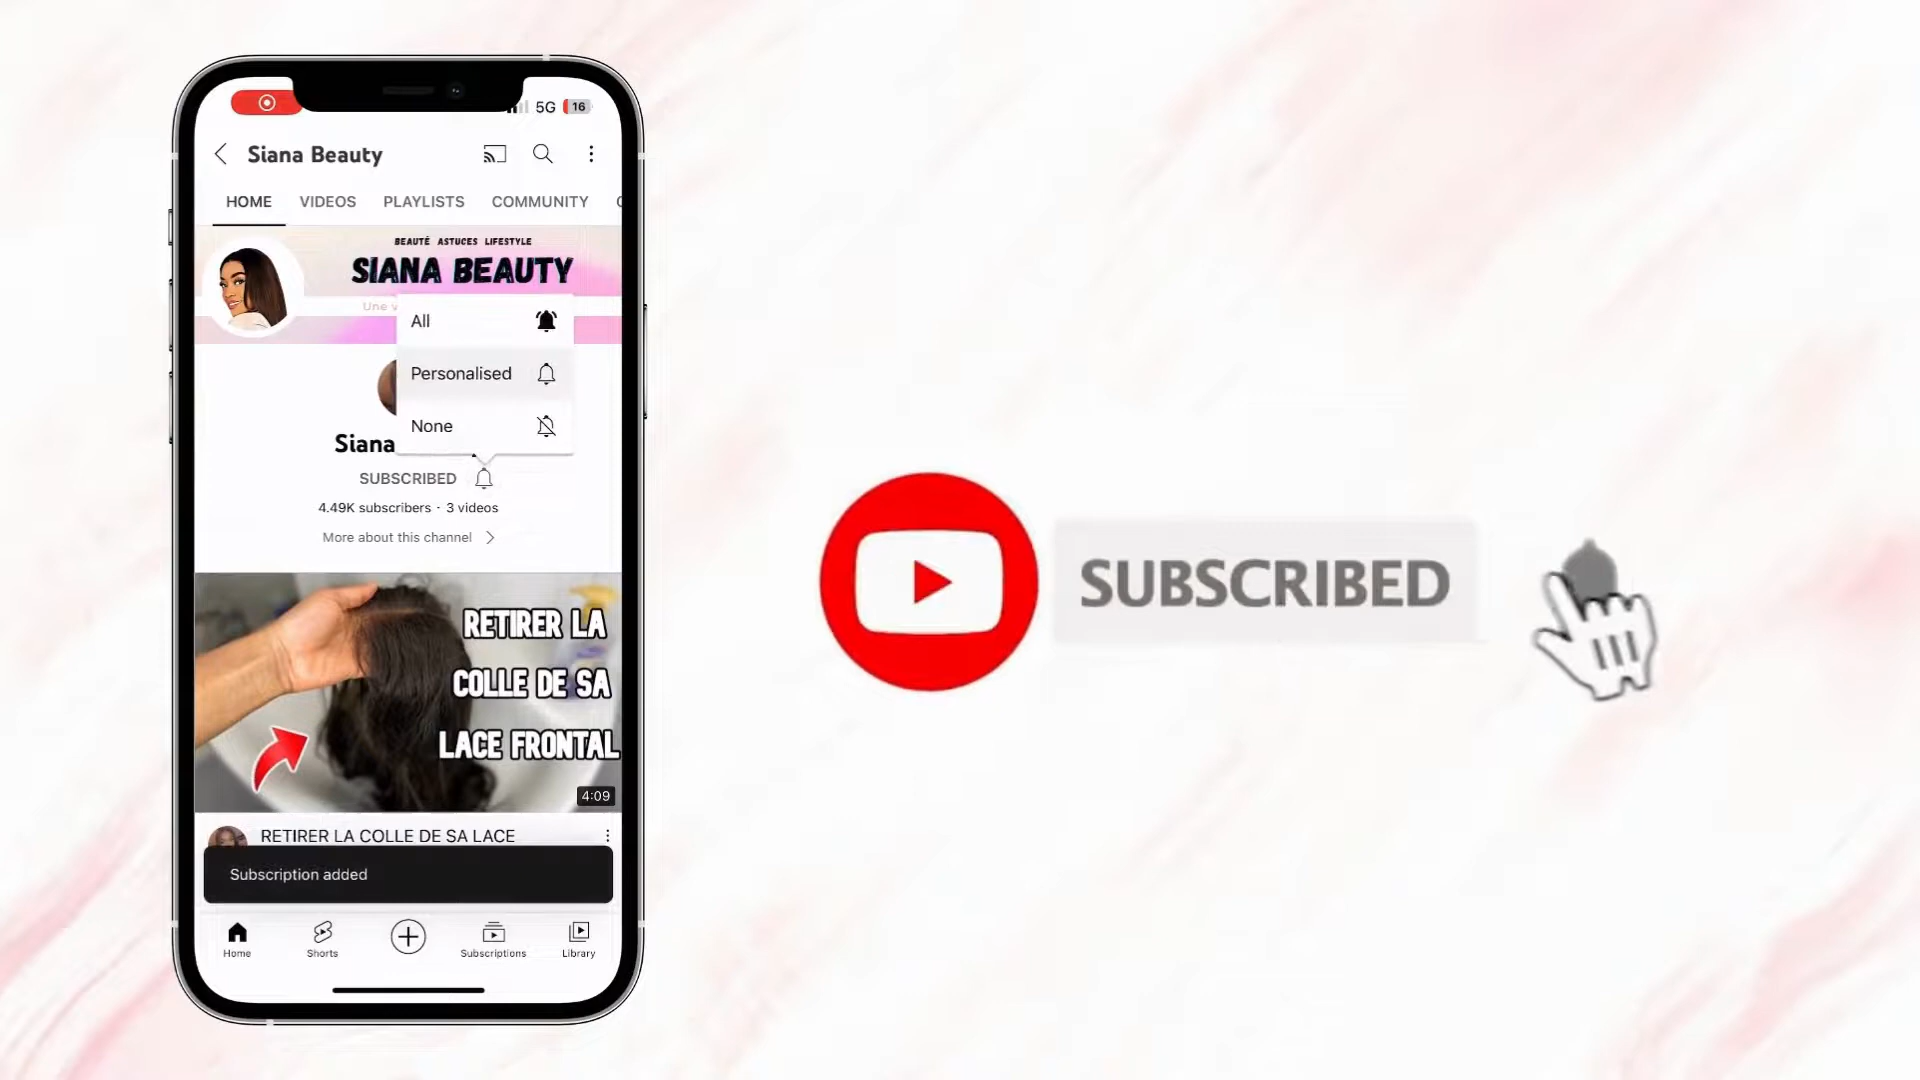 5G 16
Siana Beauty
HOME VIDEOS PLAYLISTS COMMUNITY
BEAUTÉ ASTUCES LIFESTYLE
SIANA BEAUTY
Une
All
Personalised
None
Siana
SUBSCRIBED
4.49K subscribers · 3 videos
More about this channel
RETIRER LA
COLLE DE SA
LACE FRONTAL
4:09
RETIRER LA COLLE DE SA LACE
Subscription added
Home Shorts Subscriptions Library
SUBSCRIBED